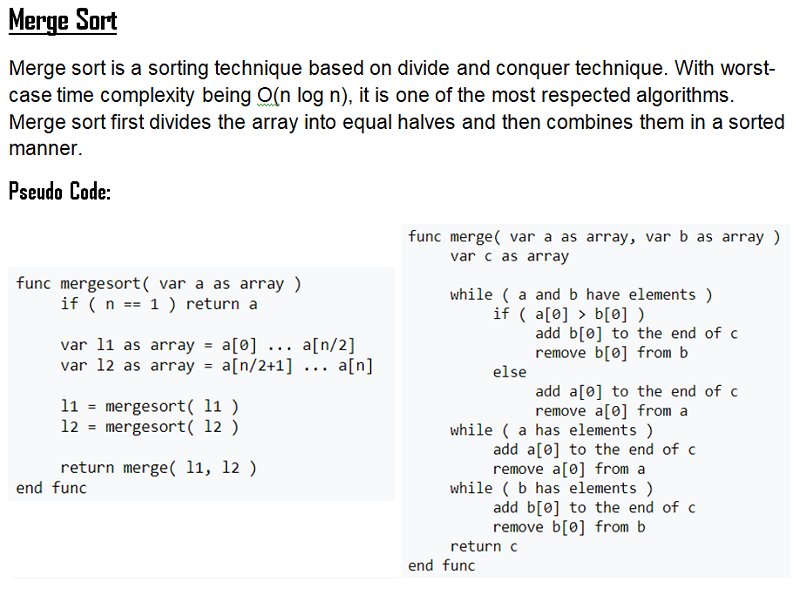 Merge Sort
Merge sort is a sorting technique based on divide and conquer technique. With worst-
case time complexity being O(n log n), it is one of the most respected algorithms.
Merge sort first divides the array into equal halves and then combines them in a sorted
manner.
Pseudo Code:
func mergesort( var a as array )
if ( n == 1 ) return a
var l1 as array = a[0] ... a[n/2]
var l2 as array = a[n/2+1] ... a[n]
l1 = mergesort( l1 )
l2 = mergesort( l2 )
return merge( l1, l2 )
end func
func merge( var a as array, var b as array )
var c as array
while ( a and b have elements )
if ( a[0] > b[0] )
add b[0] to the end of c
remove b[0] from b
else
add a[0] to the end of c
remove a[0] from a
while ( a has elements )
add a[0] to the end of c
remove a[0] from a
while ( b has elements )
add b[0] to the end of c
remove b[0] from b
return c
end func